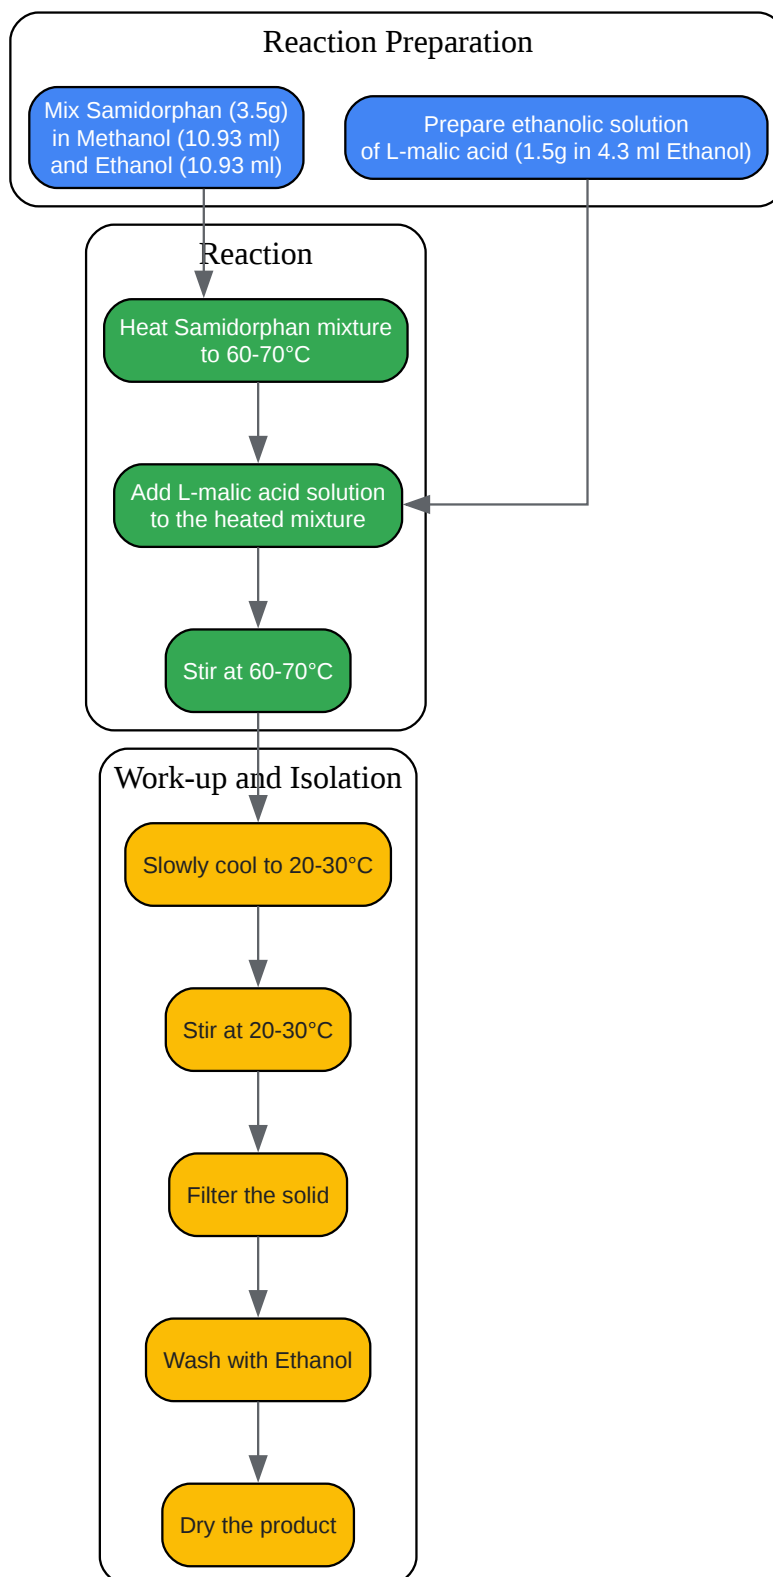 Reaction Preparation
Mix Samidorphan (3.5g)
in Methanol (10.93 ml)
and Ethanol (10.93 ml)
Prepare ethanolic solution
of L-malic acid (1.5g in 4.3 ml Ethanol)
Reaction
Heat Samidorphan mixture
to 60-70°C
Add L-malic acid solution
to the heated mixture
Stir at 60-70°C
Work-up and Isolation
Slowly cool to 20-30°C
Stir at 20-30°C
Filter the solid
Wash with Ethanol
Dry the product